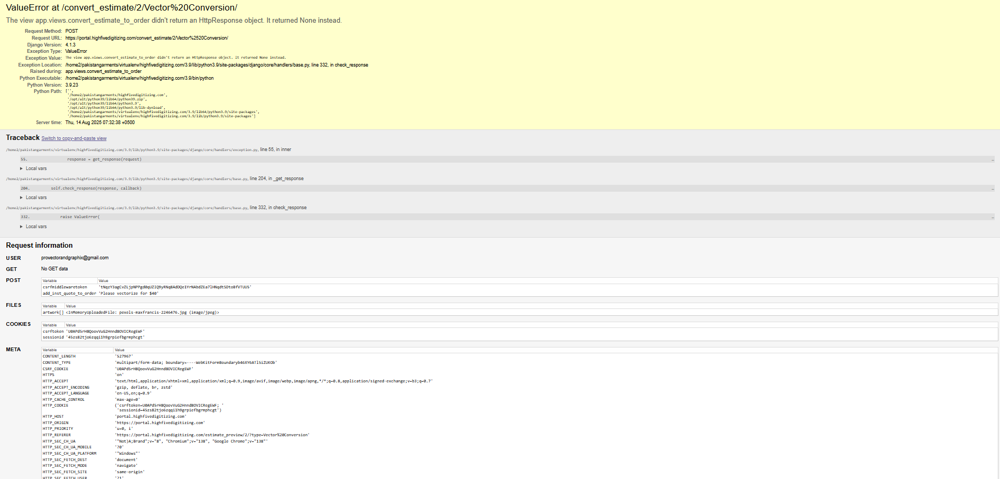 ValueError at /convert_estimate/2/Vector%20Conversion/
The view app.views.convert_estimate_to_order didn't return an HttpResponse object. It returned None instead.
Request Method: POST
Request URL: https://portal.highfivedigitizing.com/convert_estimate/2/Vector%2520Conversion/
Django Version: 4.1.3
Exception Type: ValueError
Exception Value: The view app.views.convert_estimate_to_order didn't return an HttpResponse object. It returned None instead.
Exception Location: /home2/pakistangarments/virtualenv/highfivedigitizing.com/3.9/lib/python3.9/site-packages/django/core/handlers/base.py, line 332, in check_response
Raised during: app.views.convert_estimate_to_order
Python Executable: /home2/pakistangarments/virtualenv/highfivedigitizing.com/3.9/bin/python
Python Version: 3.9.23
Python Path: ['',
'/home2/pakistangarments/highfivedigitizing.com',
'/opt/alt/python39/lib64/python39.zip',
'/opt/alt/python39/lib64/python3.9',
'/opt/alt/python39/lib64/python3.9/lib-dynload',
'/home2/pakistangarments/virtualenv/highfivedigitizing.com/3.9/lib64/python3.9/site-packages',
'/home2/pakistangarments/virtualenv/highfivedigitizing.com/3.9/lib/python3.9/site-packages']
Server time: Thu, 14 Aug 2025 07:32:38 +0500
Traceback Switch to copy-and-paste view
/home2/pakistangarments/virtualenv/highfivedigitizing.com/3.9/lib/python3.9/site-packages/django/core/handlers/exception.py, line 55, in inner
55. response = get_response(request) …
► Local vars
/home2/pakistangarments/virtualenv/highfivedigitizing.com/3.9/lib/python3.9/site-packages/django/core/handlers/base.py, line 204, in _get_response
204. self.check_response(response, callback) …
► Local vars
/home2/pakistangarments/virtualenv/highfivedigitizing.com/3.9/lib/python3.9/site-packages/django/core/handlers/base.py, line 332, in check_response
332. raise ValueError( …
► Local vars
Request information
USER provectorandgraphix@gmail.com
GET No GET data
POST Variable Value
csrfmiddlewaretoken
add_inst_quote_to_order 'Please vectorize for $40'
FILES Variable Value
artwork[] <InMemoryUploadedFile: pexels-maxfrancis-2246476.jpg (image/jpeg)>
COOKIES Variable Value
csrftoken 'U0APd5rH8QoovVuG2Hnnd8OVICRegEWF'
sessionid '45zs82tjo6zqqi1h9grpiefbgrmphcgt'
META Variable Value
CONTENT_LENGTH '527967'
CONTENT_TYPE 'multipart/form-data; boundary=----WebKitFormBoundaryb46XY6ATl5iZUKOb'
CSRF_COOKIE 'U0APd5rH8QoovVuG2Hnnd8OVICRegEWF'
HTTPS 'on'
HTTP_ACCEPT 'text/html,application/xhtml+xml,application/xml;q=0.9,image/avif,image/webp,image/apng,*/*;q=0.8,application/signed-exchange;v=b3;q=0.7'
HTTP_ACCEPT_ENCODING 'gzip, deflate, br, zstd'
HTTP_ACCEPT_LANGUAGE 'en-US,en;q=0.9'
HTTP_CACHE_CONTROL 'max-age=0'
HTTP_COOKIE ('csrftoken=U0APd5rH8QoovVuG2Hnnd8OVICRegEWF; '
'sessionid=45zs82tjo6zqqi1h9grpiefbgrmphcgt')
HTTP_HOST 'portal.highfivedigitizing.com'
HTTP_ORIGIN 'https://portal.highfivedigitizing.com'
HTTP_PRIORITY 'u=0, i'
HTTP_REFERER 'https://portal.highfivedigitizing.com/estimate_preview/2/?type=Vector%20Conversion'
HTTP_SEC_CH_UA '"Not)A;Brand";v="8", "Chromium";v="138", "Google Chrome";v="138"'
HTTP_SEC_CH_UA_MOBILE '?0'
HTTP_SEC_CH_UA_PLATFORM '"Windows"'
HTTP_SEC_FETCH_DEST 'document'
HTTP_SEC_FETCH_MODE 'navigate'
HTTP_SEC_FETCH_SITE 'same-origin'
HTTP_SEC_FETCH_USER '?1'